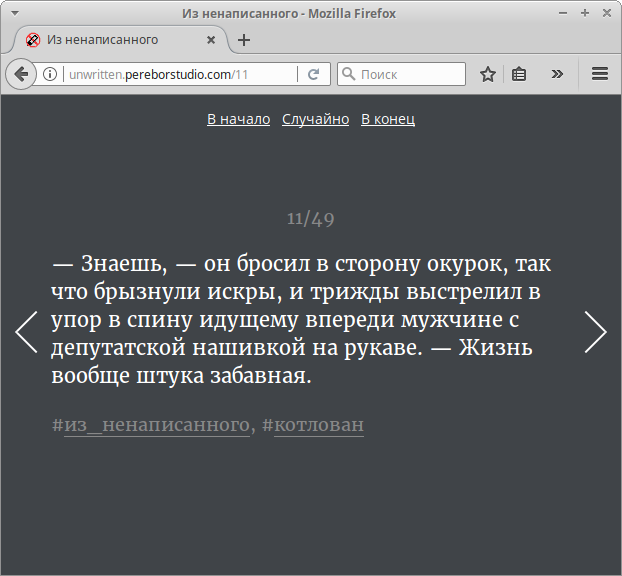 Из ненаписанного - Mozilla Firefox
Из ненаписанного
unwritten.pereborstudio.com/11
Поиск
В начало Случайно В конец
11/49
— Знаешь, — он бросил в сторону окурок, так
что брызнули искры, и трижды выстрелил в
упор в спину идущему впереди мужчине с
депутатской нашивкой на рукаве. — Жизнь
вообще штука забавная.
#из_ненаписанного, #котлован